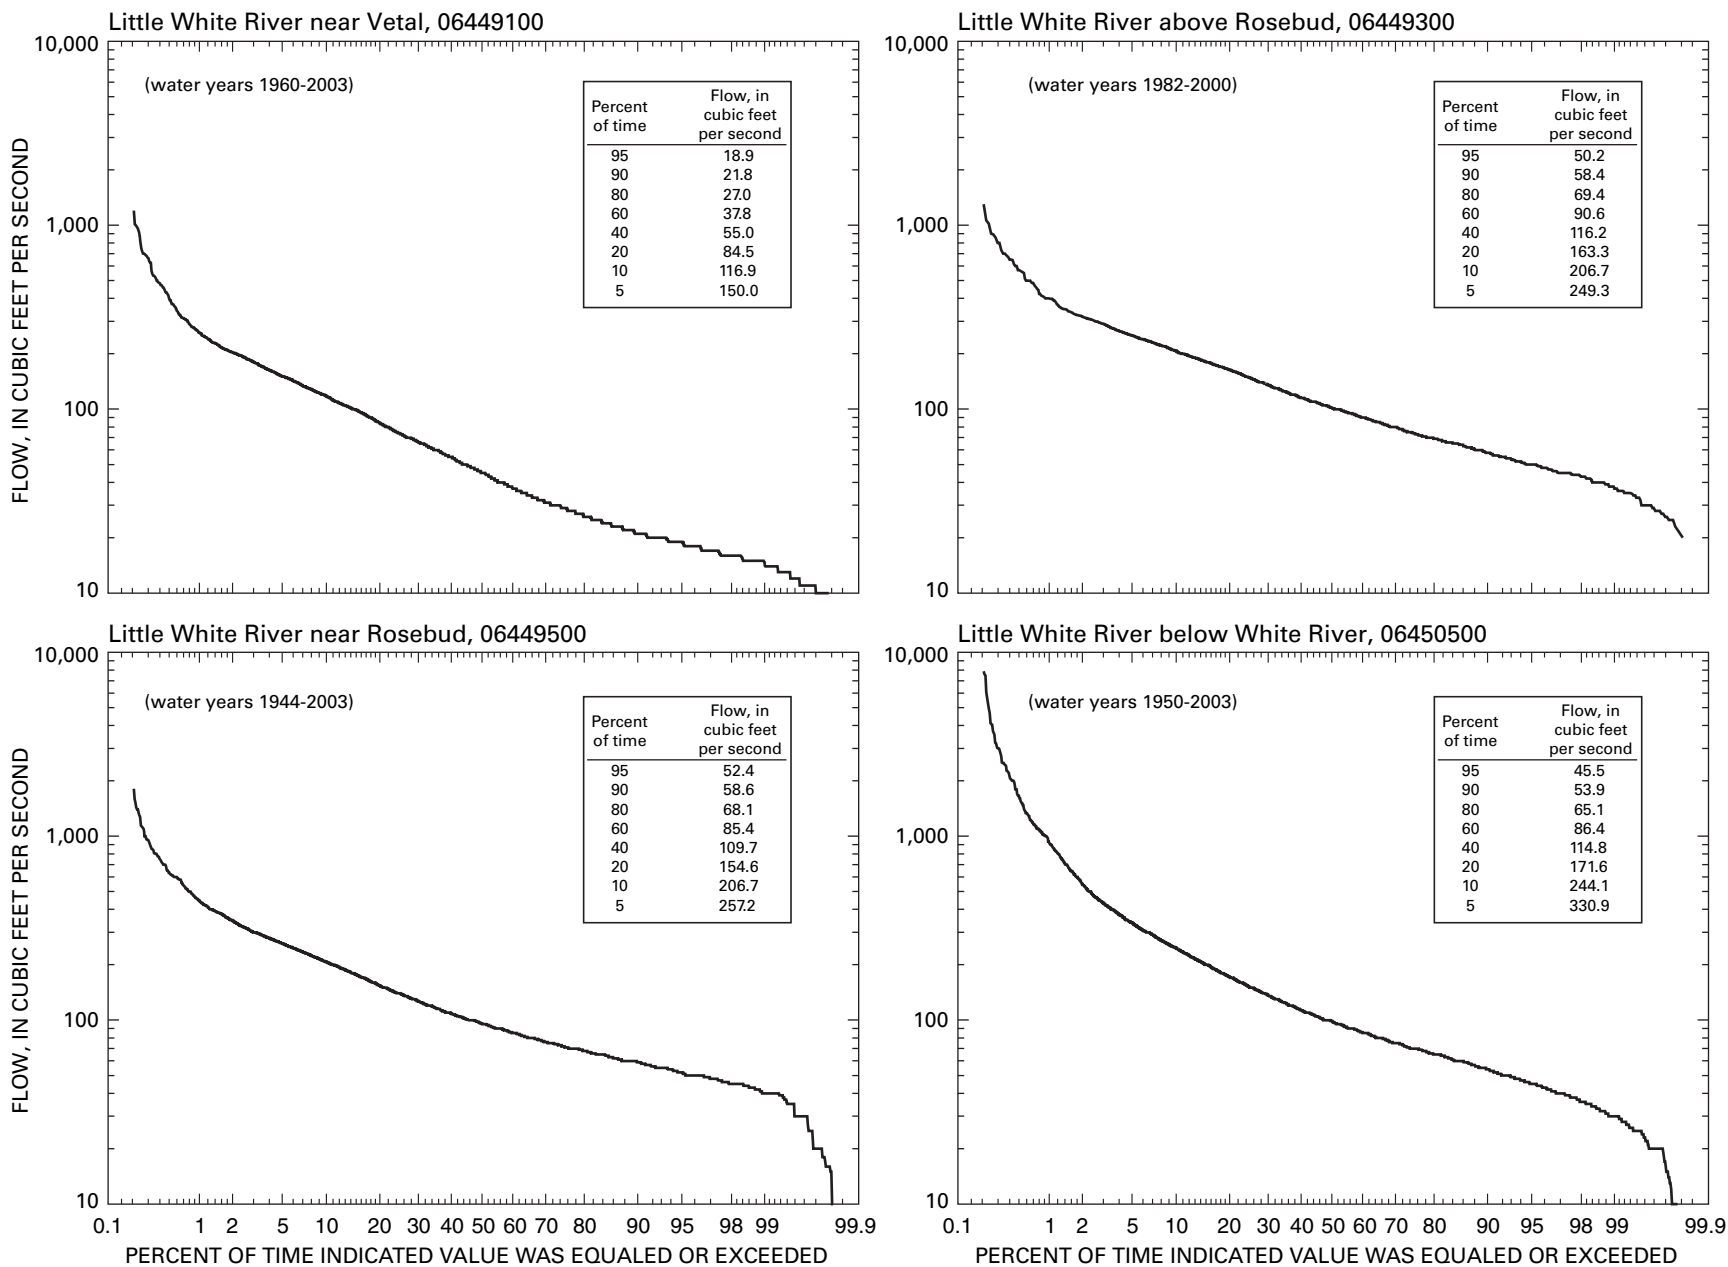 Little White River near Vetal, 06449100
(water years 1960-2003)
Percent of time
Flow, in cubic feet per second
95 18.9
90 21.8
80 27.0
60 37.8
40 55.0
20 84.5
10 116.9
5 150.0
10,000
1,000
100
10
FLOW, IN CUBIC FEET PER SECOND
Little White River above Rosebud, 06449300
(water years 1982-2000)
Percent of time
Flow, in cubic feet per second
95 50.2
90 58.4
80 69.4
60 90.6
40 116.2
20 163.3
10 206.7
5 249.3
10,000
1,000
100
10
Little White River near Rosebud, 06449500
(water years 1944-2003)
Percent of time
Flow, in cubic feet per second
95 52.4
90 58.6
80 68.1
60 85.4
40 109.7
20 154.6
10 206.7
5 257.2
10,000
1,000
100
10
FLOW, IN CUBIC FEET PER SECOND
0.1 1 2 5 10 20 30 40 50 60 70 80 90 95 98 99 99.9
PERCENT OF TIME INDICATED VALUE WAS EQUALED OR EXCEEDED
Little White River below White River, 06450500
(water years 1950-2003)
Percent of time
Flow, in cubic feet per second
95 45.5
90 53.9
80 65.1
60 86.4
40 114.8
20 171.6
10 244.1
5 330.9
10,000
1,000
100
10
0.1 1 2 5 10 20 30 40 50 60 70 80 90 95 98 99 99.9
PERCENT OF TIME INDICATED VALUE WAS EQUALED OR EXCEEDED